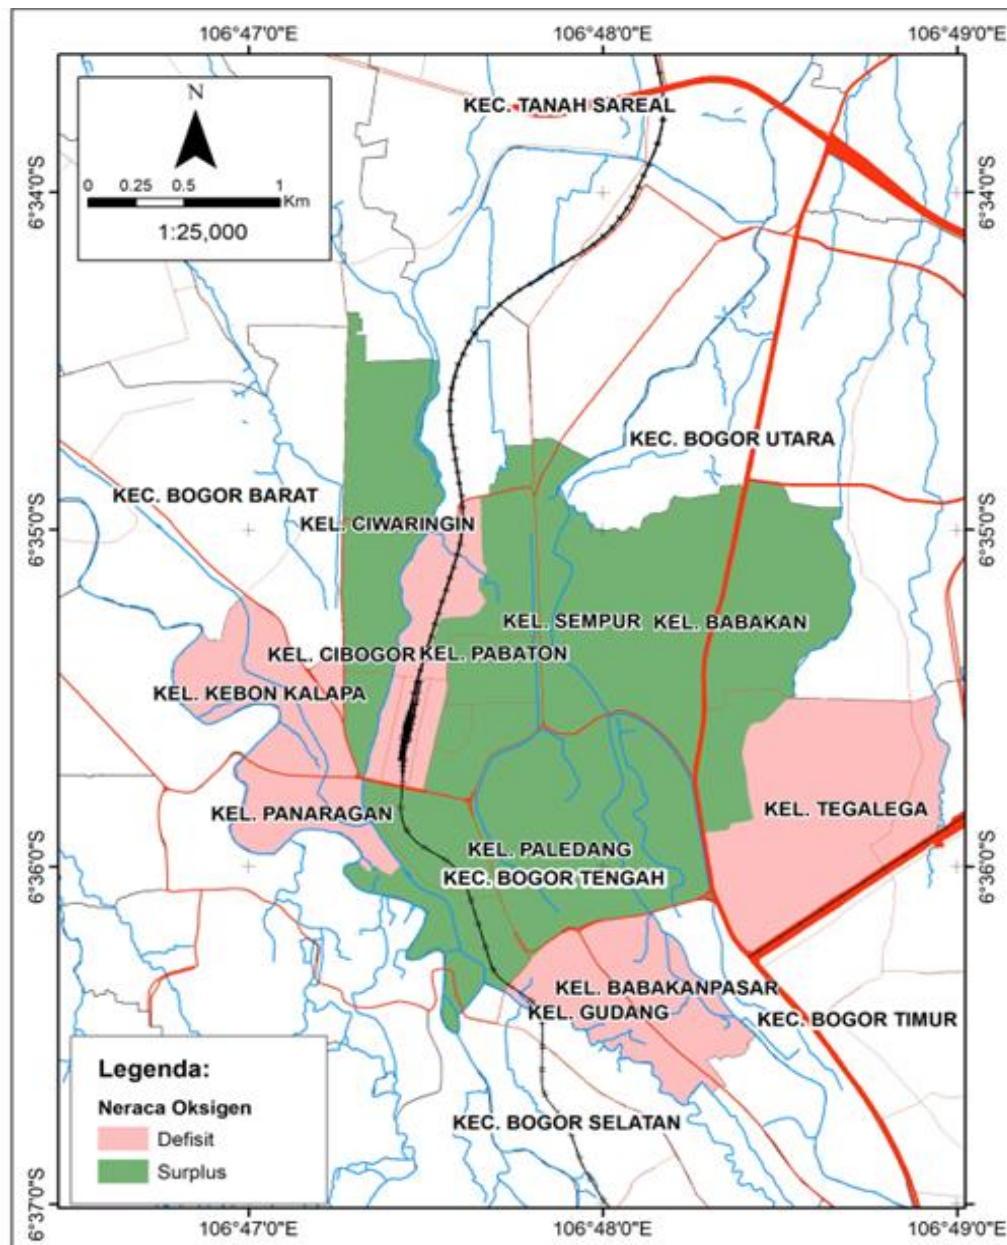 106°47'0"E 106°48'0"E 106°49'0"E
N
0 0.25 0.5 1
Km
1:25,000
KEC. TANAH SAREAL
6°34'0"S 6°34'0"S
KEC. BOGOR UTARA
KEC. BOGOR BARAT
KEL. CIWARINGIN
6°35'0"S 6°35'0"S
KEL. SEMPUR KEL. BABAKAN
KEL. CIBOGOR KEL. PABATON
KEL. KEBON KALAPA
KEL. PANARAGAN
KEL. TEGALEGA
KEL. PALEDANG
6°36'0"S 6°36'0"S
KEC. BOGOR TENGAH
KEL. BABAKANPASAR
KEL. GUDANG
KEC. BOGOR TIMUR
Legenda:
Neraca Oksigen
Defisit
Surplus
KEC. BOGOR SELATAN
6°37'0"S 6°37'0"S
106°47'0"E 106°48'0"E 106°49'0"E